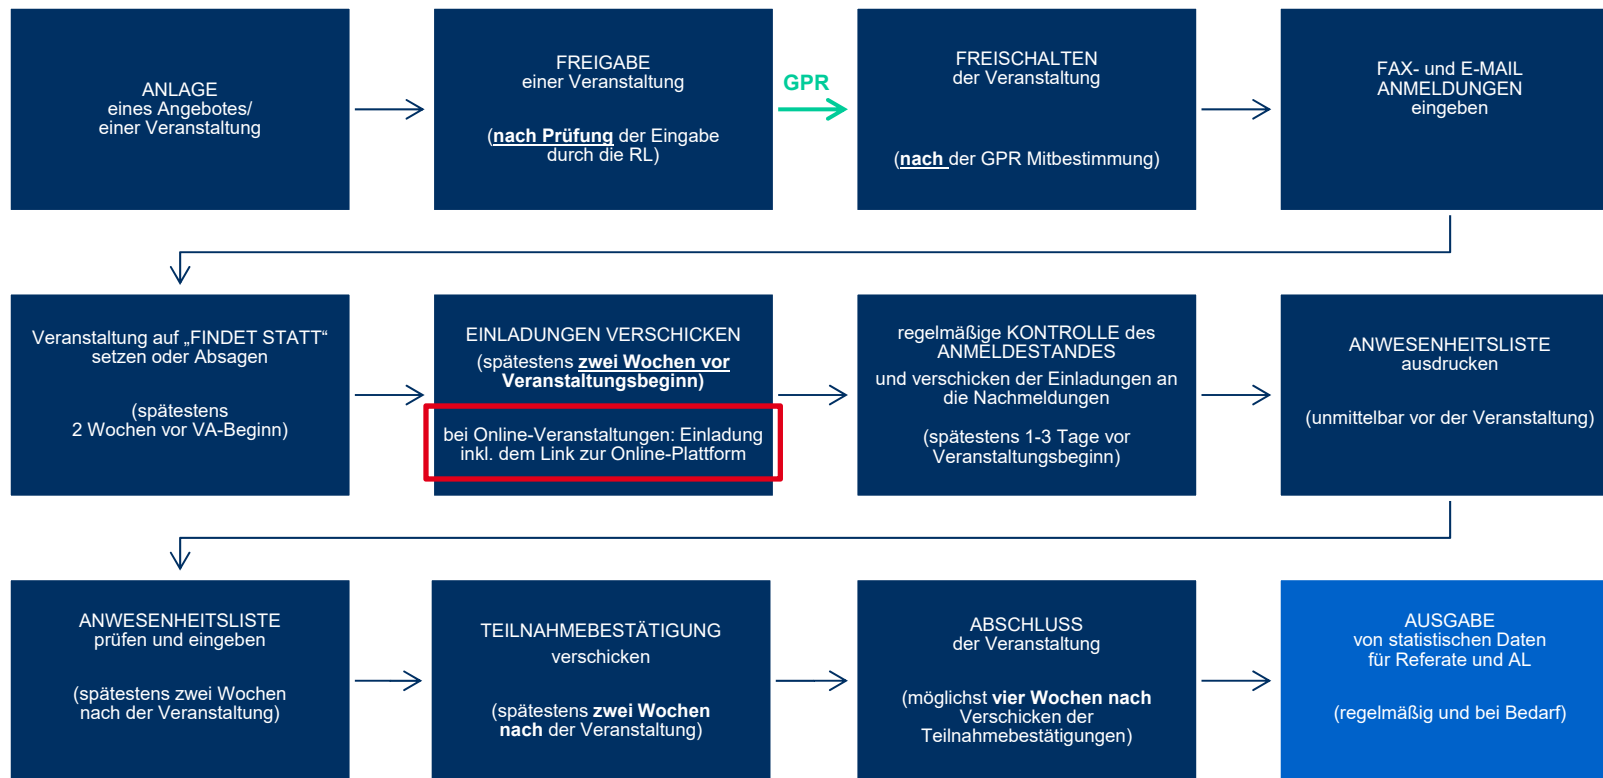 ANLAGE
eines Angebotes/
einer Veranstaltung
FREIGABE
einer Veranstaltung
(nach Prüfung der Eingabe
durch die RL)
GPR
FREISCHALTEN
der Veranstaltung
(nach der GPR Mitbestimmung)
FAX- und E-MAIL
ANMELDUNGEN
eingeben
Veranstaltung auf „FINDET STATT“
setzen oder Absagen
(spätestens
2 Wochen vor VA-Beginn)
EINLADUNGEN VERSCHICKEN
(spätestens zwei Wochen vor
Veranstaltungsbeginn)
bei Online-Veranstaltungen: Einladung
inkl. dem Link zur Online-Plattform
regelmäßige KONTROLLE des
ANMELDESTANDES
und verschicken der Einladungen an
die Nachmeldungen
(spätestens 1-3 Tage vor
Veranstaltungsbeginn)
ANWESENHEITSLISTE
ausdrucken
(unmittelbar vor der Veranstaltung)
ANWESENHEITSLISTE
prüfen und eingeben
(spätestens zwei Wochen
nach der Veranstaltung)
TEILNAHMEBESTÄTIGUNG
verschicken
(spätestens zwei Wochen
nach der Veranstaltung)
ABSCHLUSS
der Veranstaltung
(möglichst vier Wochen nach
Verschicken der
Teilnahmebestätigungen)
AUSGABE
von statistischen Daten
für Referate und AL
(regelmäßig und bei Bedarf)